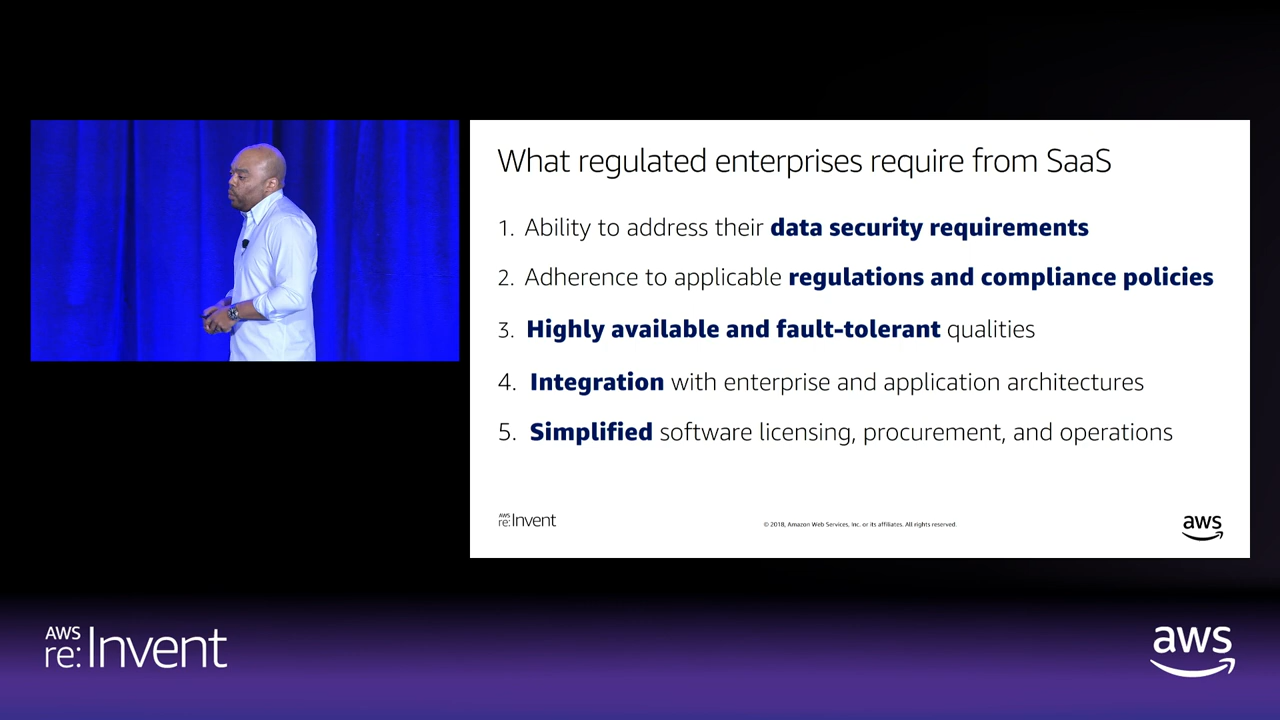 What regulated enterprises require from SaaS
1. Ability to address their data security requirements
2. Adherence to applicable regulations and compliance policies
3. Highly available and fault-tolerant qualities
4. Integration with enterprise and application architectures
5. Simplified software licensing, procurement, and operations
AWS
re:Invent
© 2018, Amazon Web Services, Inc. or its affiliates. All rights reserved.
aws
AWS
re:Invent
aws